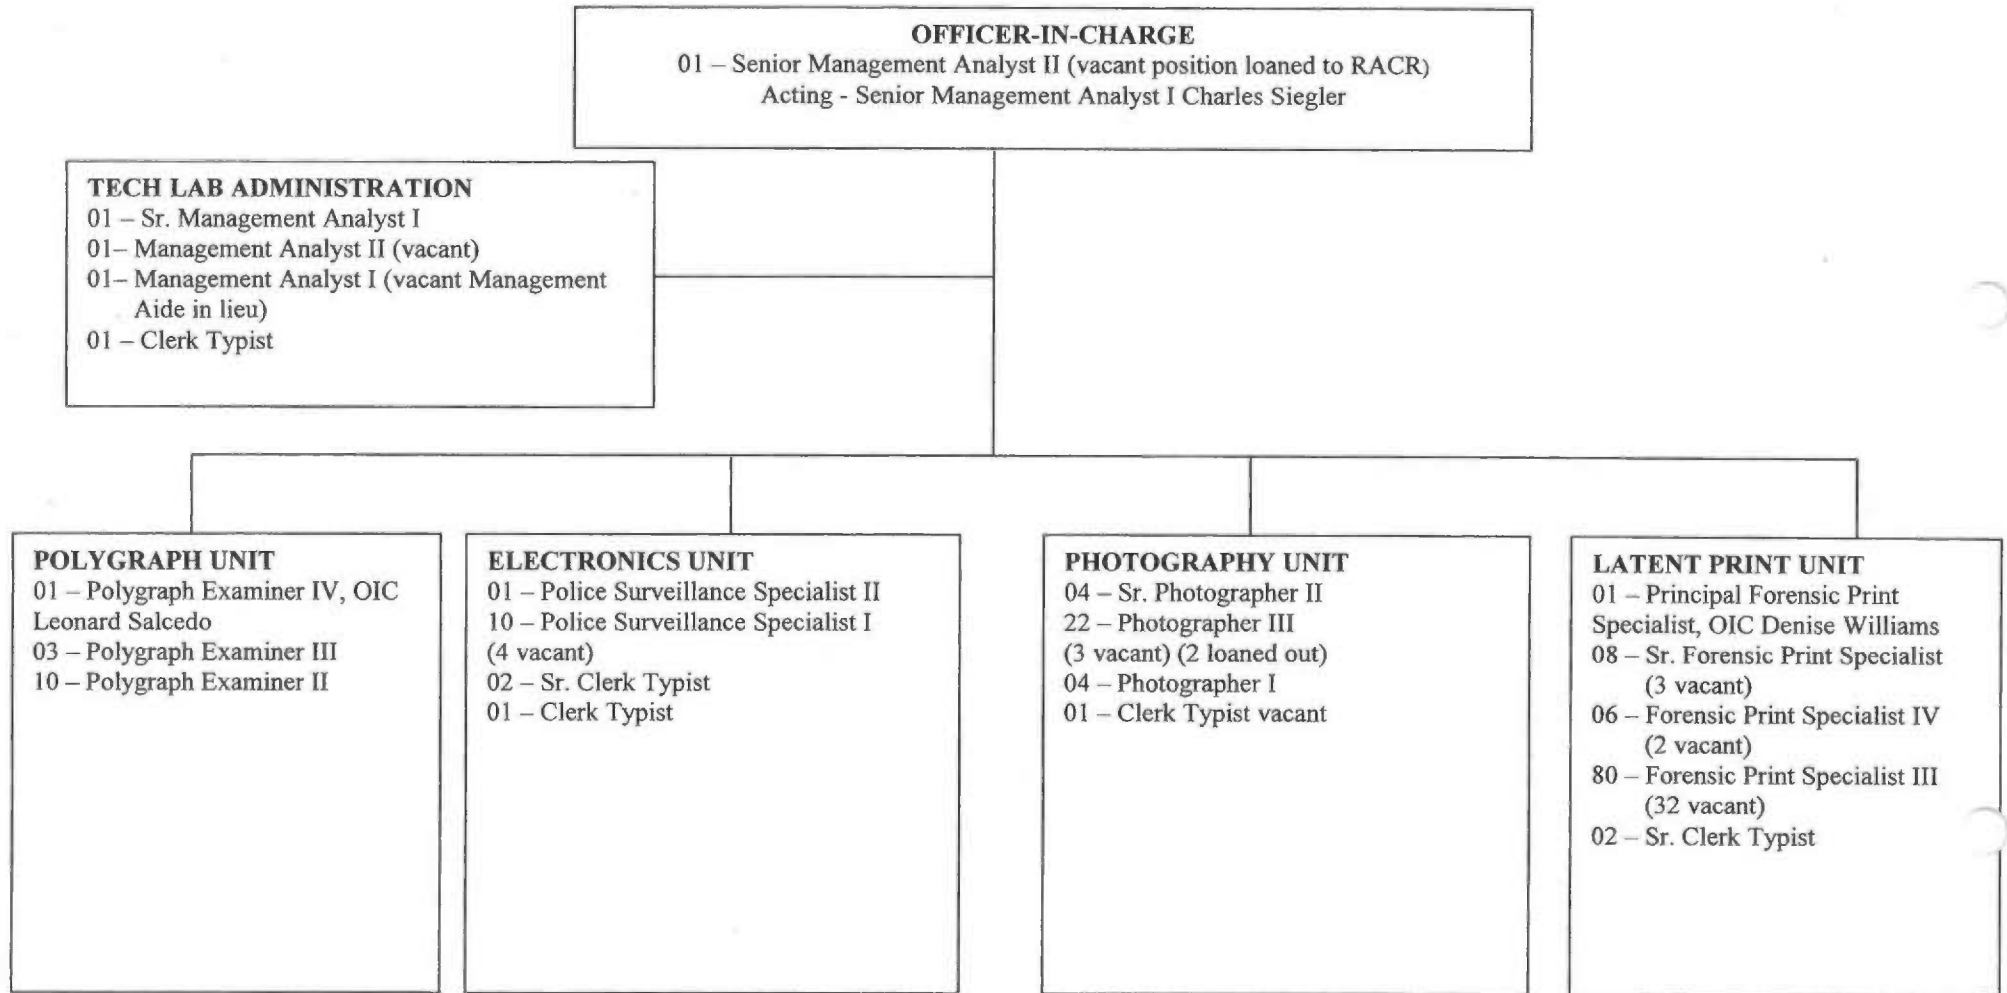 OFFICER-IN-CHARGE
01 – Senior Management Analyst II (vacant position loaned to RACR)
Acting - Senior Management Analyst I Charles Siegler
TECH LAB ADMINISTRATION
01 – Sr. Management Analyst I
01– Management Analyst II (vacant)
01– Management Analyst I (vacant Management
Aide in lieu)
01 – Clerk Typist
POLYGRAPH UNIT
01 – Polygraph Examiner IV, OIC
Leonard Salcedo
03 – Polygraph Examiner III
10 – Polygraph Examiner II
ELECTRONICS UNIT
01 – Police Surveillance Specialist II
10 – Police Surveillance Specialist I
(4 vacant)
02 – Sr. Clerk Typist
01 – Clerk Typist
PHOTOGRAPHY UNIT
04 – Sr. Photographer II
22 – Photographer III
(3 vacant) (2 loaned out)
04 – Photographer I
01 – Clerk Typist vacant
LATENT PRINT UNIT
01 – Principal Forensic Print
Specialist, OIC Denise Williams
08 – Sr. Forensic Print Specialist
(3 vacant)
06 – Forensic Print Specialist IV
(2 vacant)
80 – Forensic Print Specialist III
(32 vacant)
02 – Sr. Clerk Typist